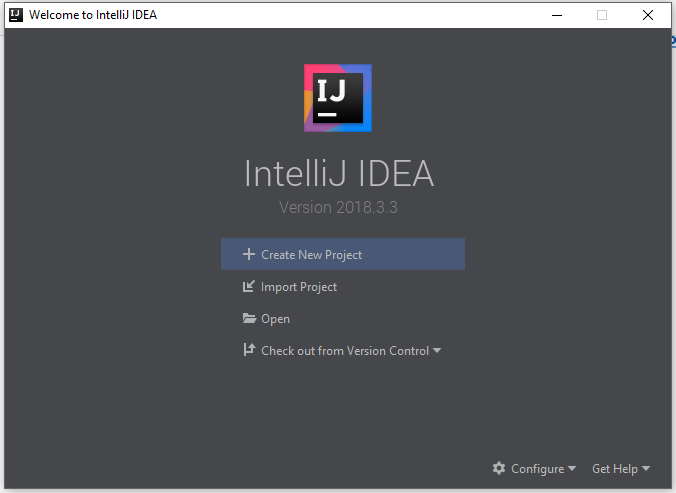 Welcome to IntelliJ IDEA
IJ
IJ
IntelliJ IDEA
Version 2018.3.3
Create New Project
Import Project
Open
Check out from Version Control
Configure Get Help